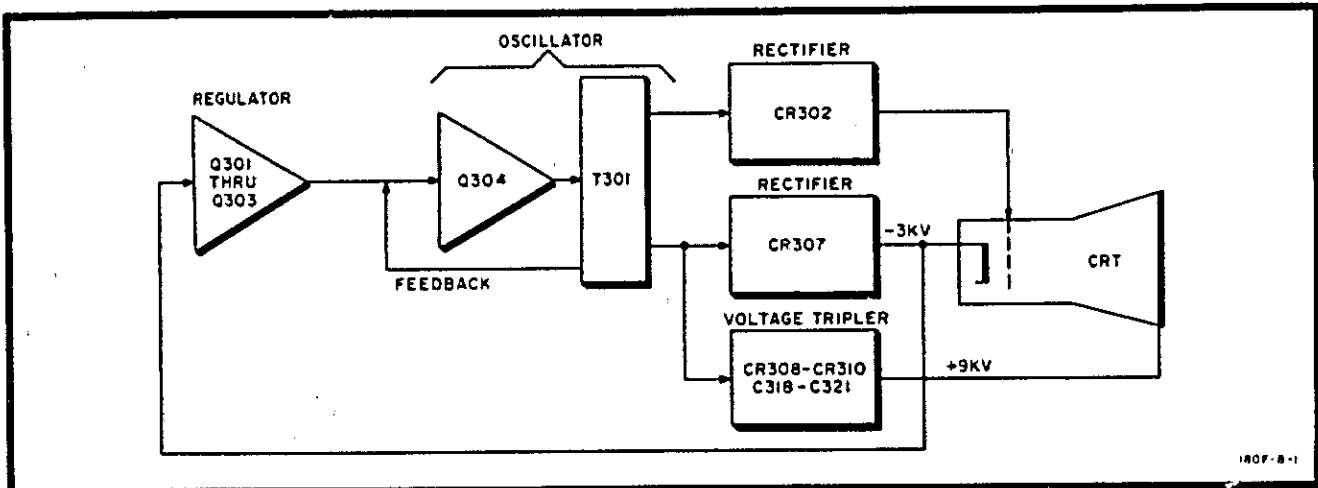 OSCILLATOR
RECTIFIER
REGULATOR
CR302
Q301
THRU
Q303
Q304
T301
RECTIFIER
CR307
-3KV
CRT
FEEDBACK
VOLTAGE TRIPLER
CR308-CR310
C318-C321
+9KV
180F-B-1